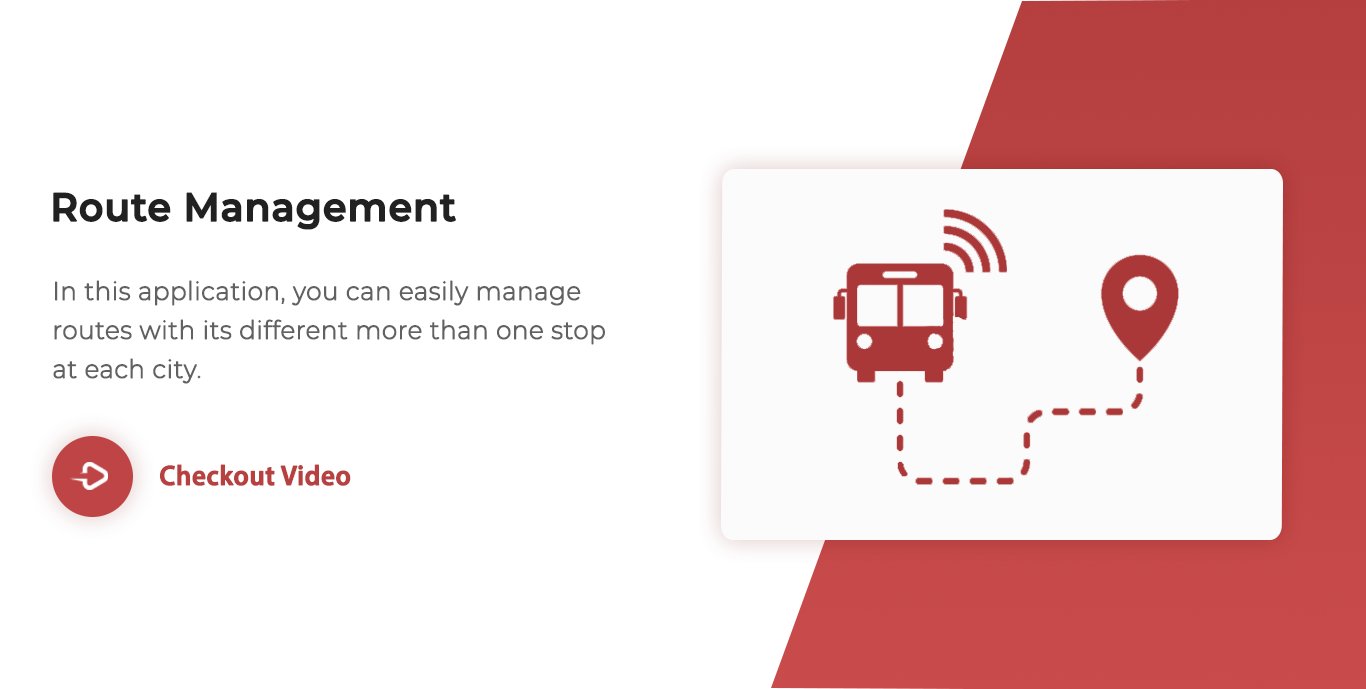 Route Management
In this application, you can easily manage
routes with its different more than one stop
at each city.
Checkout Video